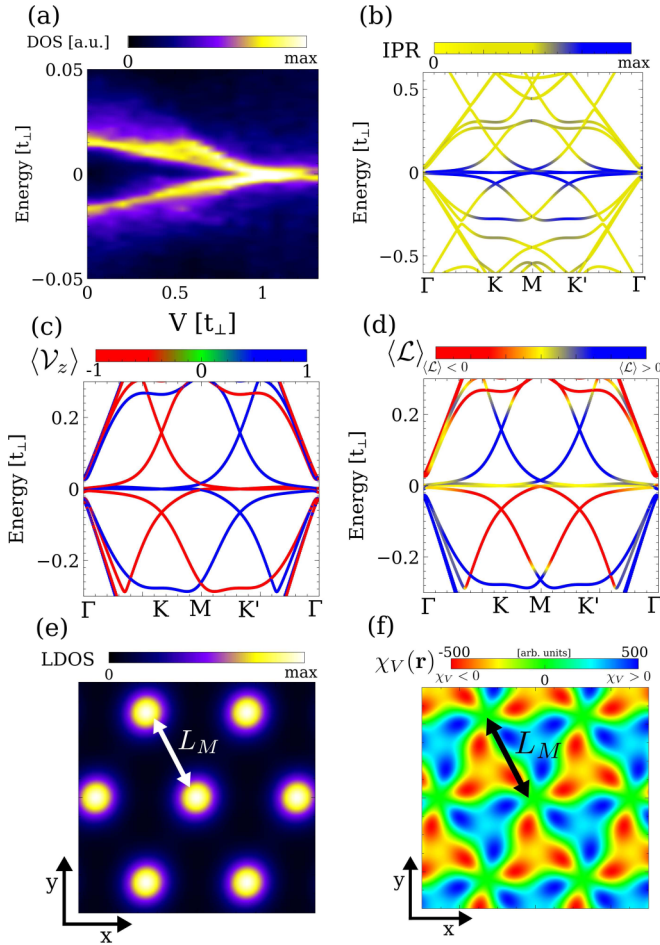 (a)
DOS [a.u.]
0 max
0.05
0
−0.05
Energy [t⊥]
0 0.5 1
V [t⊥]
(b)
IPR
0 max
0.5
0
−0.5
Energy [t⊥]
Γ K M K' Γ
(c)
⟨𝒱z⟩
-1 0 1
0.2
0
−0.2
Energy [t⊥]
Γ K M K' Γ
(d)
⟨ℒ⟩
⟨ℒ⟩ < 0 ⟨ℒ⟩ > 0
0.2
0
−0.2
Energy [t⊥]
Γ K M K' Γ
(e)
LDOS
0 max
L_M
y
x
(f)
χV(r)
-500 [arb. units] 500
χV < 0 0 χV > 0
L_M
y
x